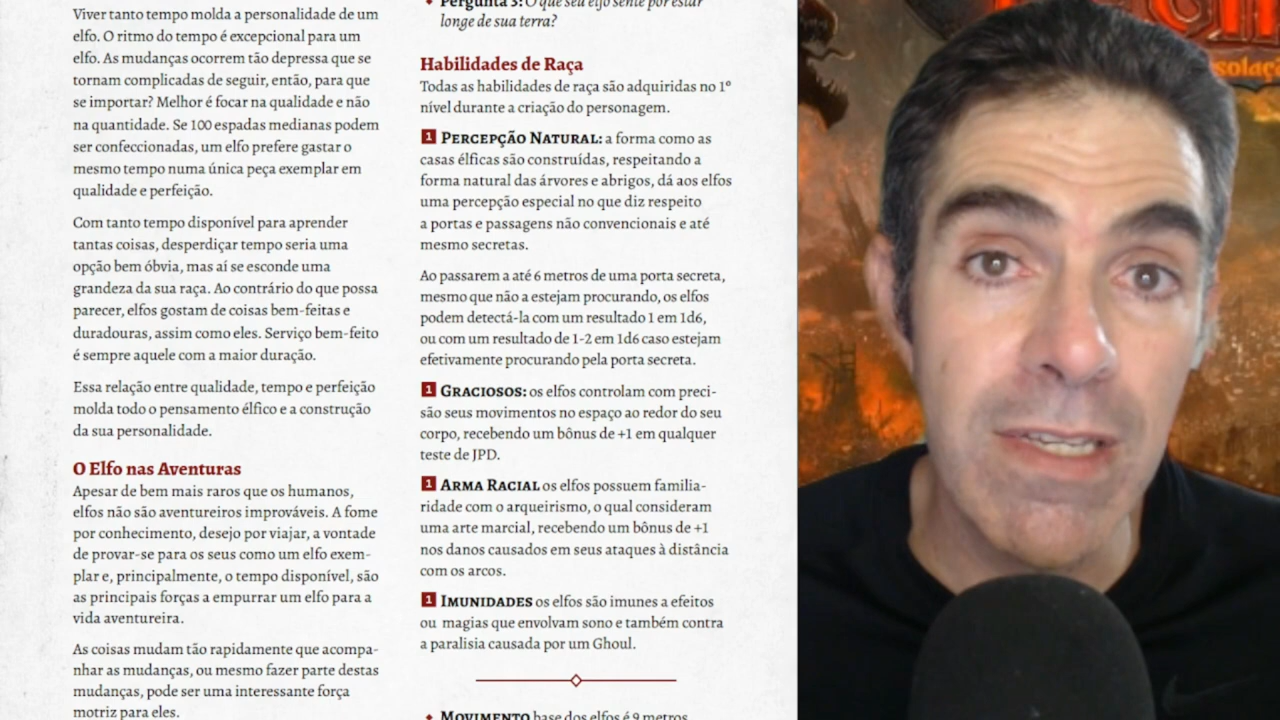 Viver tanto tempo molda a personalidade de um
elfo. O ritmo do tempo é excepcional para um
elfo. As mudanças ocorrem tão depressa que se
tornam complicadas de seguir, então, para que
se importar? Melhor é focar na qualidade e não
na quantidade. Se 100 espadas medianas podem
ser confeccionadas, um elfo prefere gastar o
mesmo tempo numa única peça exemplar em
qualidade e perfeição.
Com tanto tempo disponível para aprender
tantas coisas, desperdiçar tempo seria uma
opção bem óbvia, mas aí se esconde uma
grandeza da sua raça. Ao contrário do que possa
parecer, elfos gostam de coisas bem-feitas e
duradouras, assim como eles. Serviço bem-feito
é sempre aquele com a maior duração.
Essa relação entre qualidade, tempo e perfeição
molda todo o pensamento élfico e a construção
da sua personalidade.
O Elfo nas Aventuras
Apesar de bem mais raros que os humanos,
elfos não são aventureiros improváveis. A fome
por conhecimento, desejo por viajar, a vontade
de provar-se para os seus como um elfo exem-
plar e, principalmente, o tempo disponível, são
as principais forças a empurrar um elfo para a
vida aventureira.
As coisas mudam tão rapidamente que acompa-
nhar as mudanças, ou mesmo fazer parte destas
mudanças, pode ser uma interessante força
motriz para eles.
Pergunta 3: O que seu elfo sente por estar
longe de sua terra?
Habilidades de Raça
Todas as habilidades de raça são adquiridas no 1º
nível durante a criação do personagem.
1 Percepção Natural: a forma como as
casas élficas são construídas, respeitando a
forma natural das árvores e abrigos, dá aos elfos
uma percepção especial no que diz respeito
a portas e passagens não convencionais e até
mesmo secretas.
Ao passarem a até 6 metros de uma porta secreta,
mesmo que não a estejam procurando, os elfos
podem detectá-la com um resultado 1 em 1d6,
ou com um resultado de 1-2 em 1d6 caso estejam
efetivamente procurando pela porta secreta.
1 Graciosos: os elfos controlam com preci-
são seus movimentos no espaço ao redor do seu
corpo, recebendo um bônus de +1 em qualquer
teste de JPD.
1 Arma Racial os elfos possuem familia-
ridade com o arqueirismo, o qual consideram
uma arte marcial, recebendo um bônus de +1
nos danos causados em seus ataques à distância
com os arcos.
1 Imunidades os elfos são imunes a efeitos
ou magias que envolvam sono e também contra
a paralisia causada por um Ghoul.
Movimento base dos elfos é 9 metros